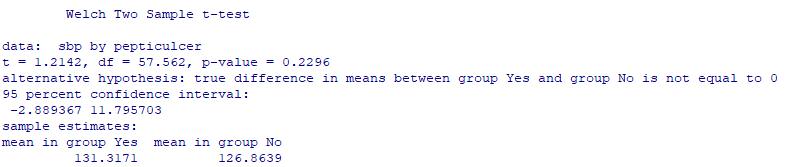 Welch Two Sample t-test
data:  sbp by pepticulcer
t = 1.2142, df = 57.562, p-value = 0.2296
alternative hypothesis: true difference in means between group Yes and group No is not equal to 0
95 percent confidence interval:
 -2.889367 11.795703
sample estimates:
mean in group Yes  mean in group No
         131.3171          126.8639